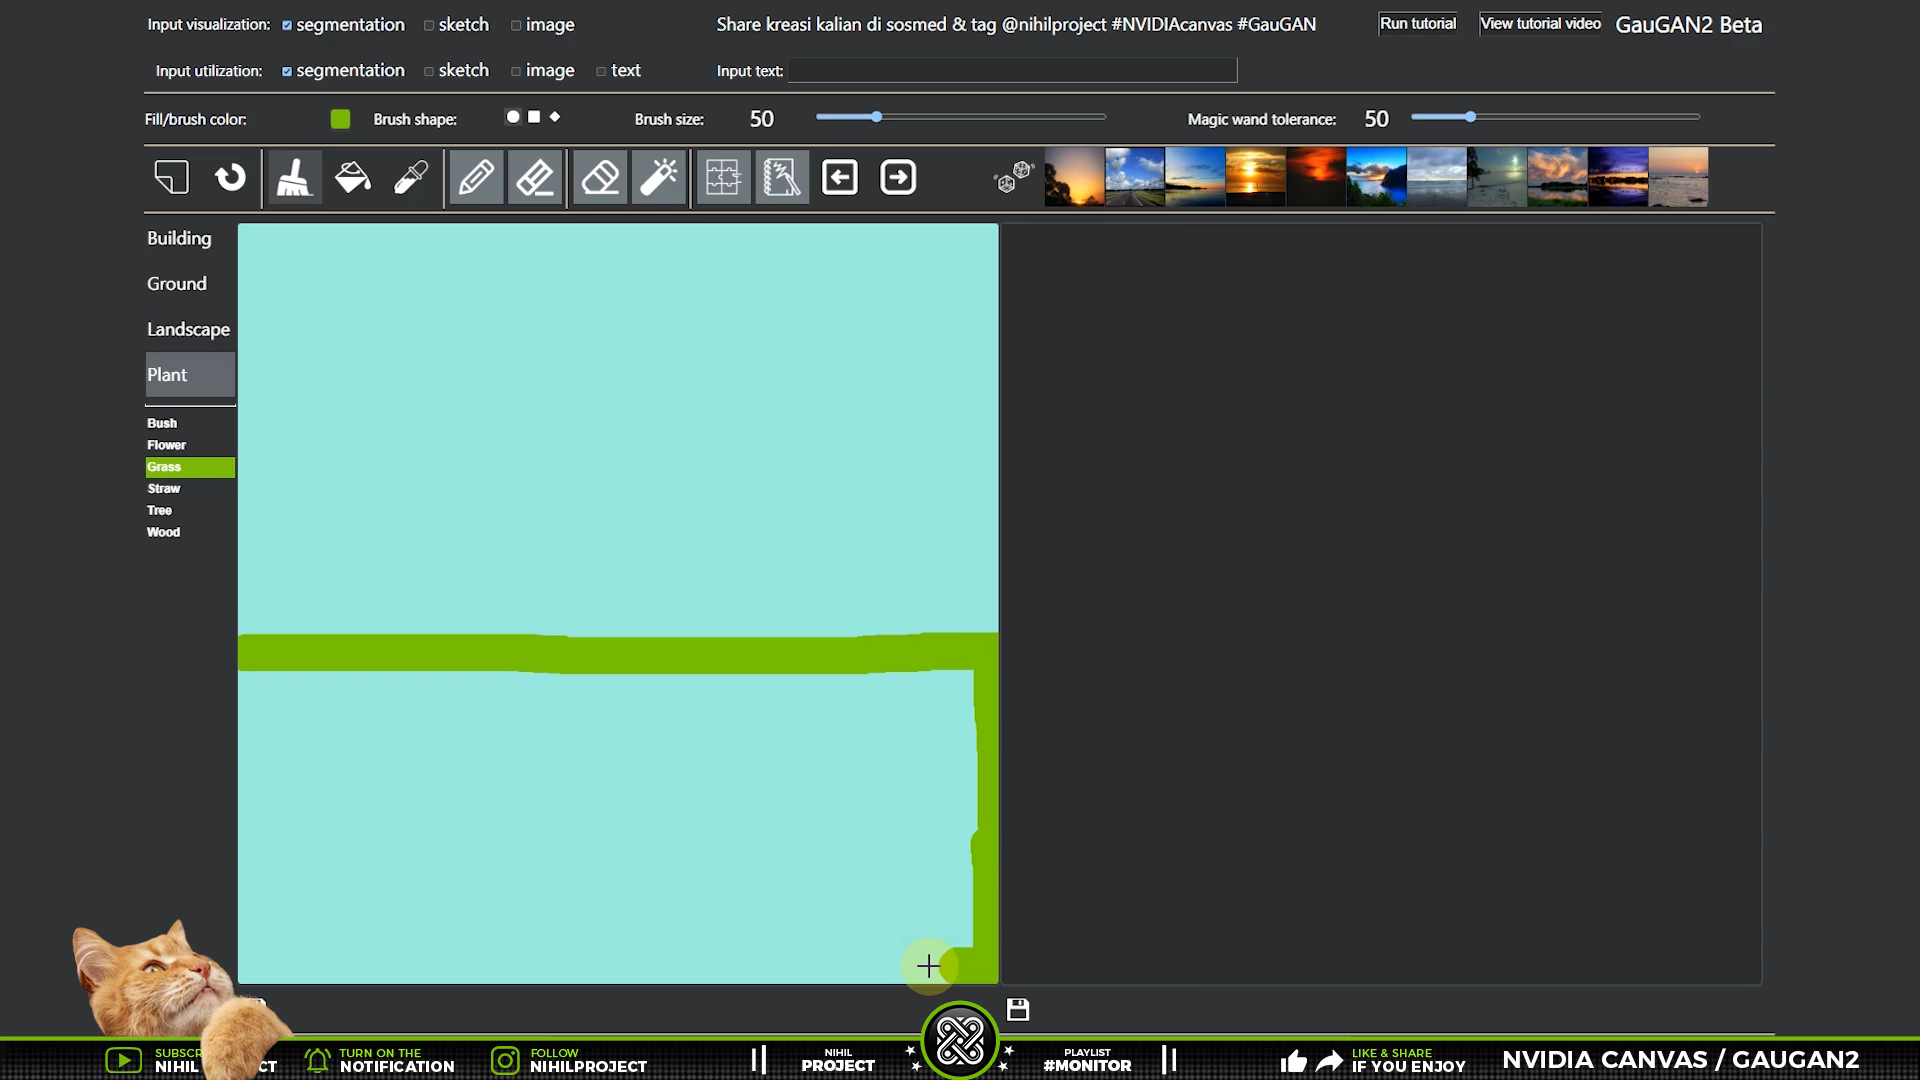 Input visualization: segmentation sketch image Share kreasi kalian di sosmed & tag @nihilproject #NVIDIAcanvas #GauGAN Run tutorial View tutorial video GauGAN2 Beta
Input utilization: segmentation sketch image text Input text:
Fill/brush color: Brush shape: Brush size: 50 Magic wand tolerance: 50
Building
Ground
Landscape
Plant
Bush
Flower
Grass
Straw
Tree
Wood
TURN ON THE
NOTIFICATION
FOLLOW
NIHILPROJECT
NIHIL
PROJECT
PLAYLIST
#MONITOR
LIKE & SHARE
IF YOU ENJOY
NVIDIA CANVAS / GAUGAN2
NIHIL